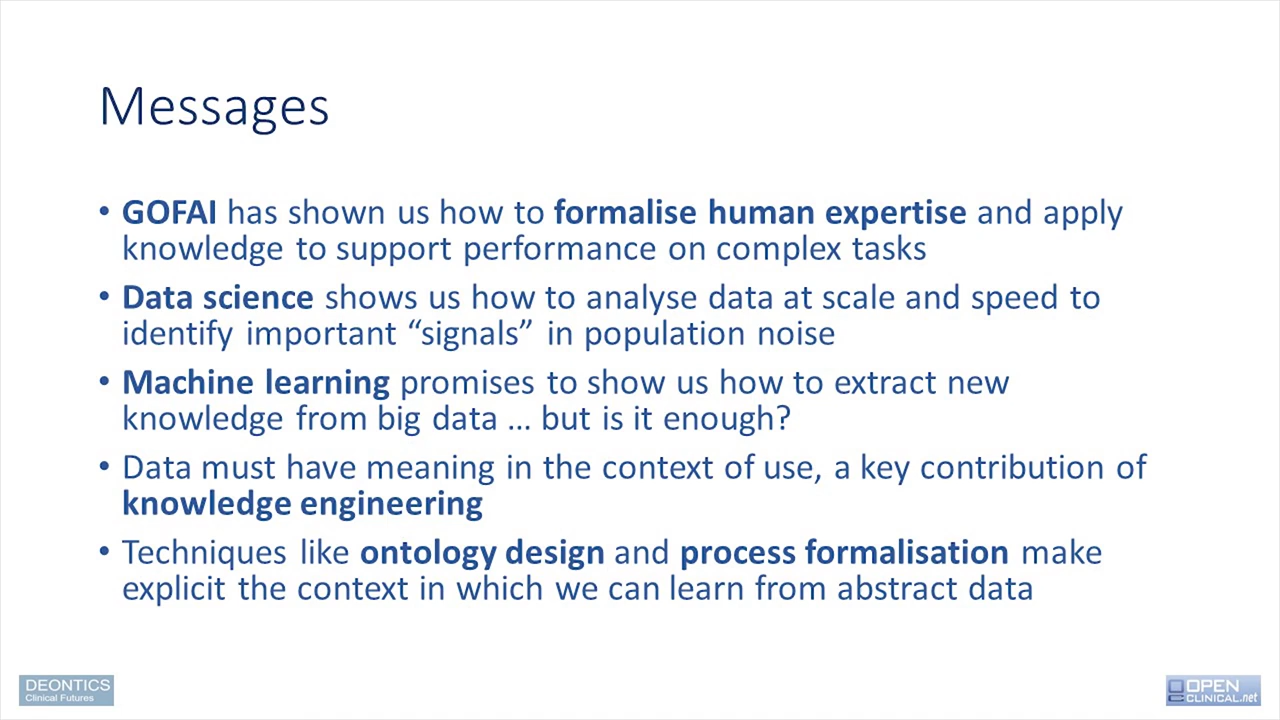 Messages
• GOFAI has shown us how to formalise human expertise and apply
knowledge to support performance on complex tasks
• Data science shows us how to analyse data at scale and speed to
identify important “signals” in population noise
• Machine learning promises to show us how to extract new
knowledge from big data … but is it enough?
• Data must have meaning in the context of use, a key contribution of
knowledge engineering
• Techniques like ontology design and process formalisation make
explicit the context in which we can learn from abstract data
DEONTICS
Clinical Futures
OPEN
CLINICAL.net